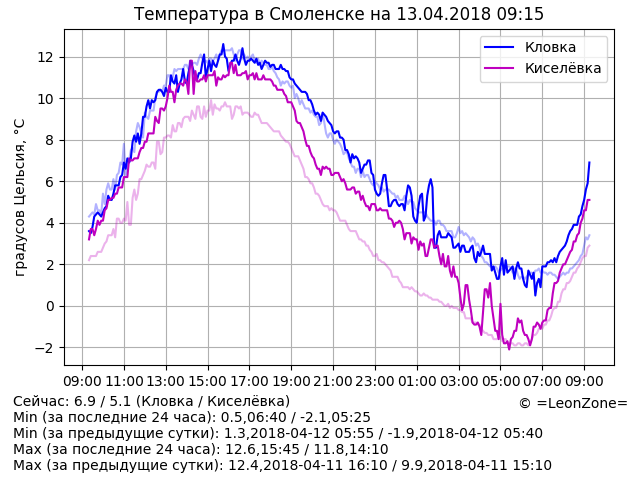 Температура в Смоленске на 13.04.2018 09:15
Кловка
Киселёвка
градусов Цельсия, °C
12
10
8
6
4
2
0
−2
09:00 11:00 13:00 15:00 17:00 19:00 21:00 23:00 01:00 03:00 05:00 07:00 09:00
Сейчас: 6.9 / 5.1 (Кловка / Киселёвка)
© =LeonZone=
Min (за последние 24 часа): 0.5,06:40 / -2.1,05:25
Min (за предыдущие сутки): 1.3,2018-04-12 05:55 / -1.9,2018-04-12 05:40
Max (за последние 24 часа): 12.6,15:45 / 11.8,14:10
Max (за предыдущие сутки): 12.4,2018-04-11 16:10 / 9.9,2018-04-11 15:10